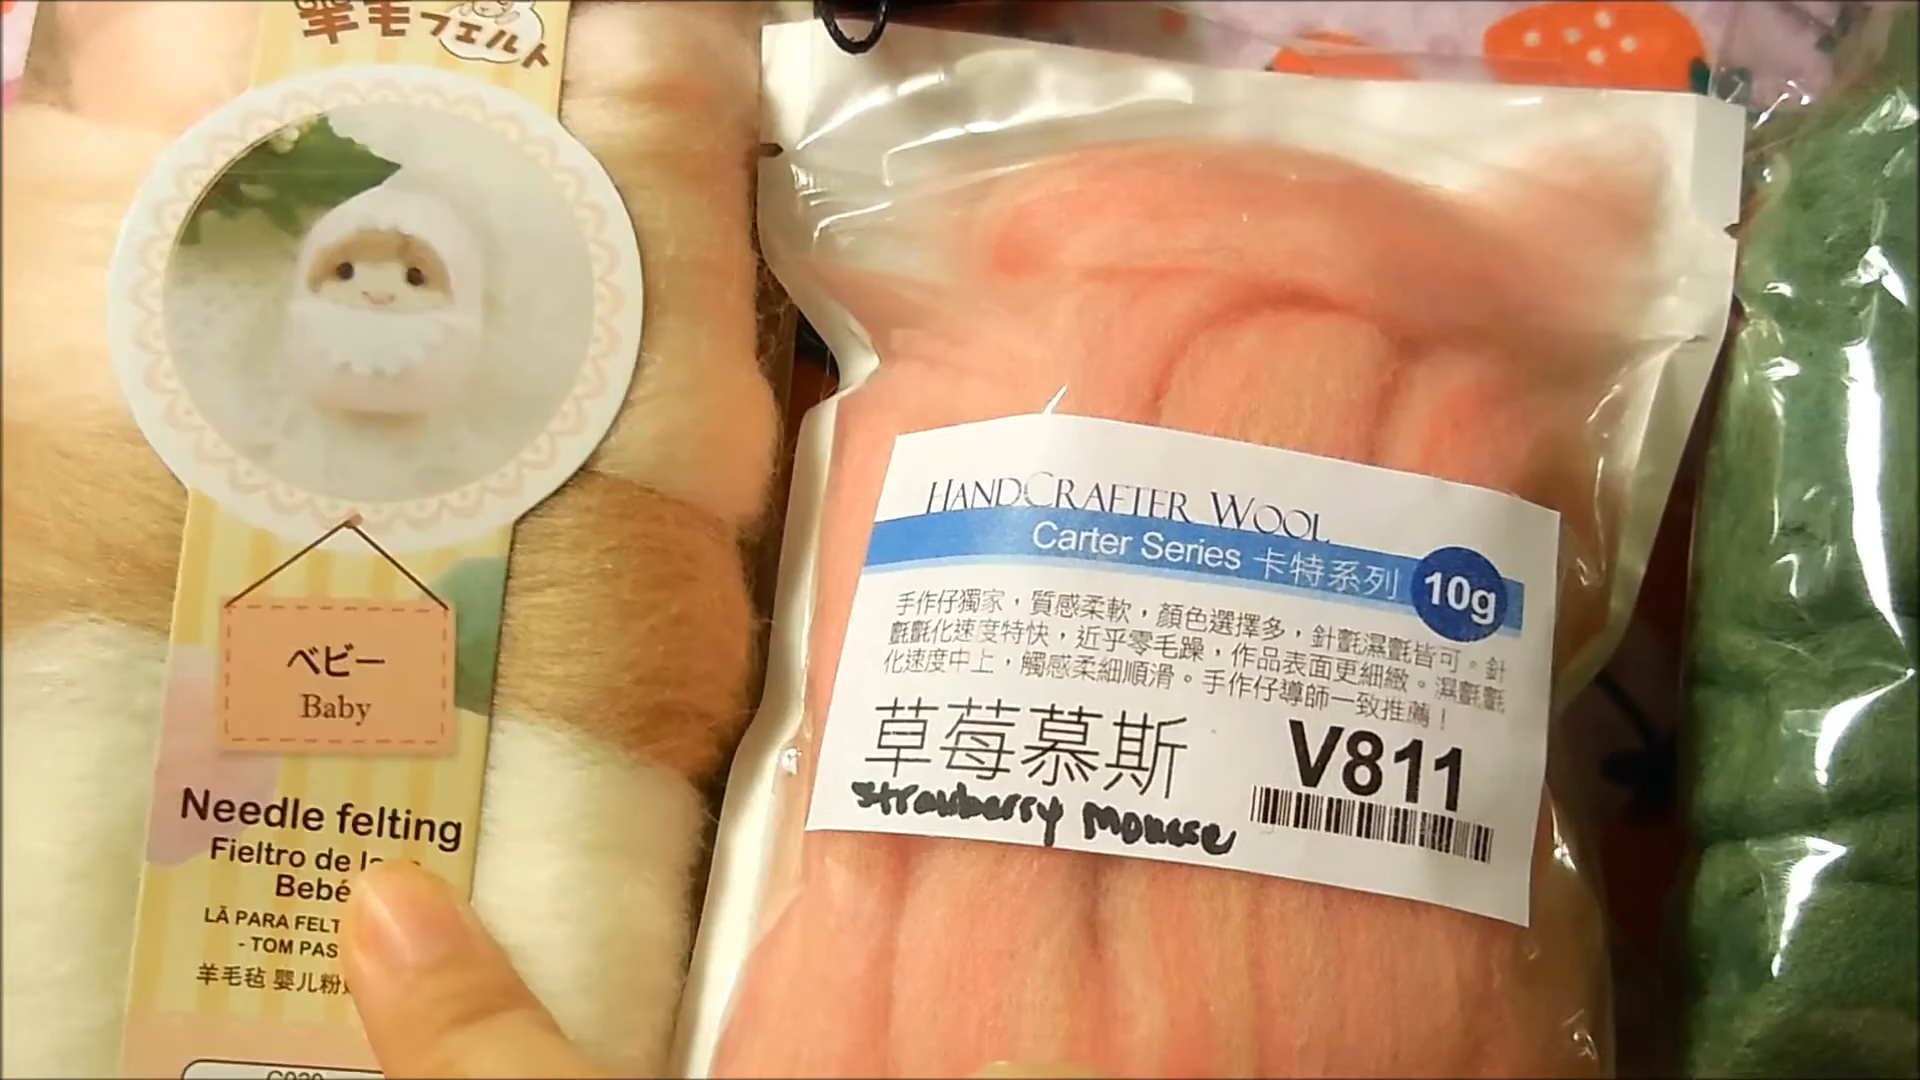 羊毛フェルト
ベビー
Baby
Needle felting
Fieltro de
Bebé
LÃ PARA FELT
- TOM PAS
羊毛毡 婴儿粉
HANDCRAFTER WOOL
Carter Series 卡特系列 10g
手作仔獨家，質感柔軟，顏色選擇多，針氈濕氈皆可。針
氈氈化速度特快，近乎零毛躁，作品表面更細緻。濕氈氈
化速度中上，觸感柔細順滑。手作仔導師一致推薦！
草莓慕斯
V811
strawberry mousse